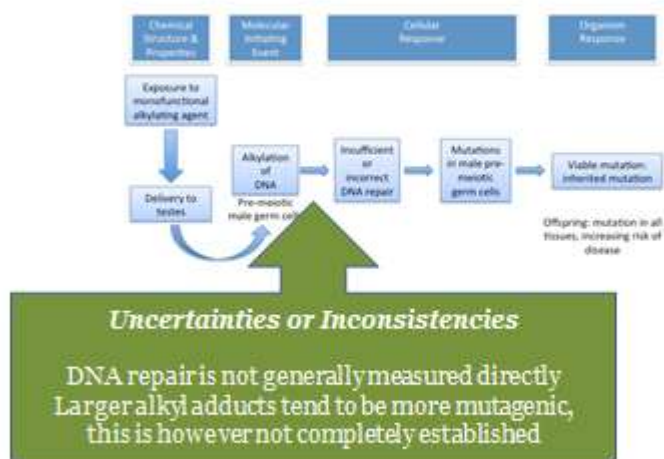 Chemical
Structure &
Properties
Molecular
Initiating
Event
Cellular
Response
Organism
Response
Exposure to
monofunctional
alkylating agent
Delivery to
testes
Alkylation
of
DNA
Pre-meiotic
male germ cell
Insufficient
or
incorrect
DNA repair
Mutations
in male pre-
meiotic
germ cells
Viable mutation:
inherited mutation
Offspring: mutation in all
tissues, increasing risk of
disease
Uncertainties or Inconsistencies
DNA repair is not generally measured directly
Larger alkyl adducts tend to be more mutagenic,
this is however not completely established